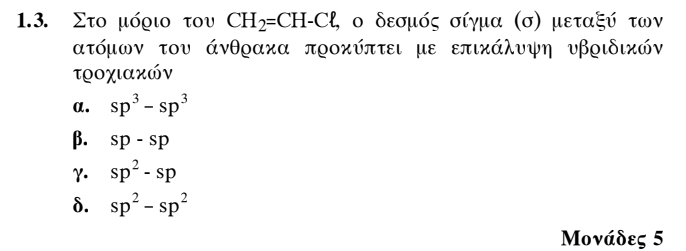 1.3. Στο μόριο του CH₂=CH-Cℓ, ο δεσμός σίγμα (σ) μεταξύ των
ατόμων του άνθρακα προκύπτει με επικάλυψη υβριδικών
τροχιακών
α. sp³ – sp³
β. sp - sp
γ. sp² - sp
δ. sp² – sp²
Μονάδες 5